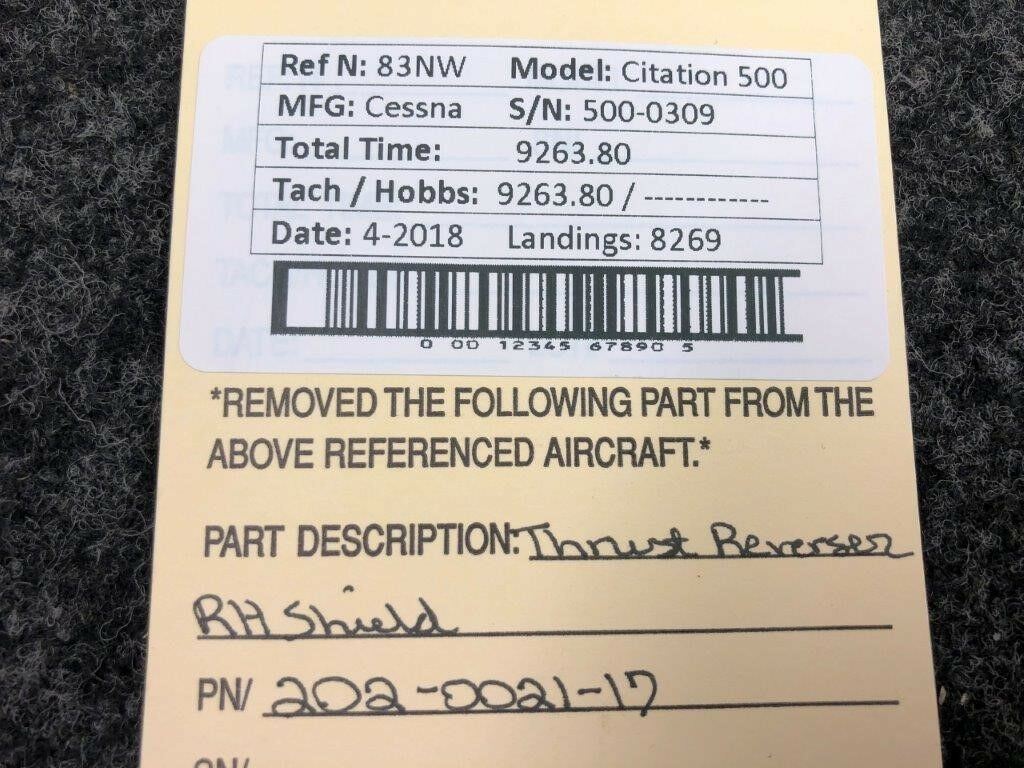 Ref N: 83NW Model: Citation 500
MFG: Cessna S/N: 500-0309
Total Time: 9263.80
Tach / Hobbs: 9263.80 / ------------
Date: 4-2018 Landings: 8269
0 00 12345 67890 5
*REMOVED THE FOLLOWING PART FROM THE
ABOVE REFERENCED AIRCRAFT.*
PART DESCRIPTION: Thrust Reverser
RH Shield
PN/ 202-0021-17